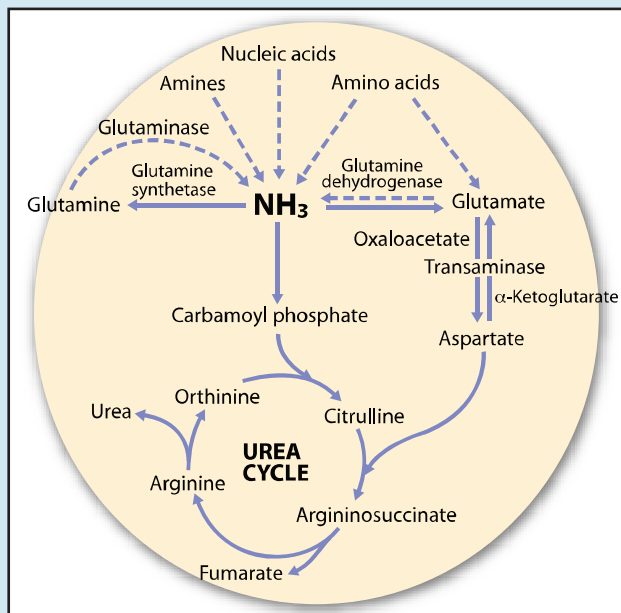 Nucleic acids
Amines
Amino acids
Glutaminase
Glutamine
synthetase
Glutamine
dehydrogenase
Glutamine
NH₃
Glutamate
Oxaloacetate
Transaminase
α-Ketoglutarate
Carbamoyl phosphate
Aspartate
Orthinine
Urea
Citrulline
UREA
CYCLE
Arginine
Argininosuccinate
Fumarate